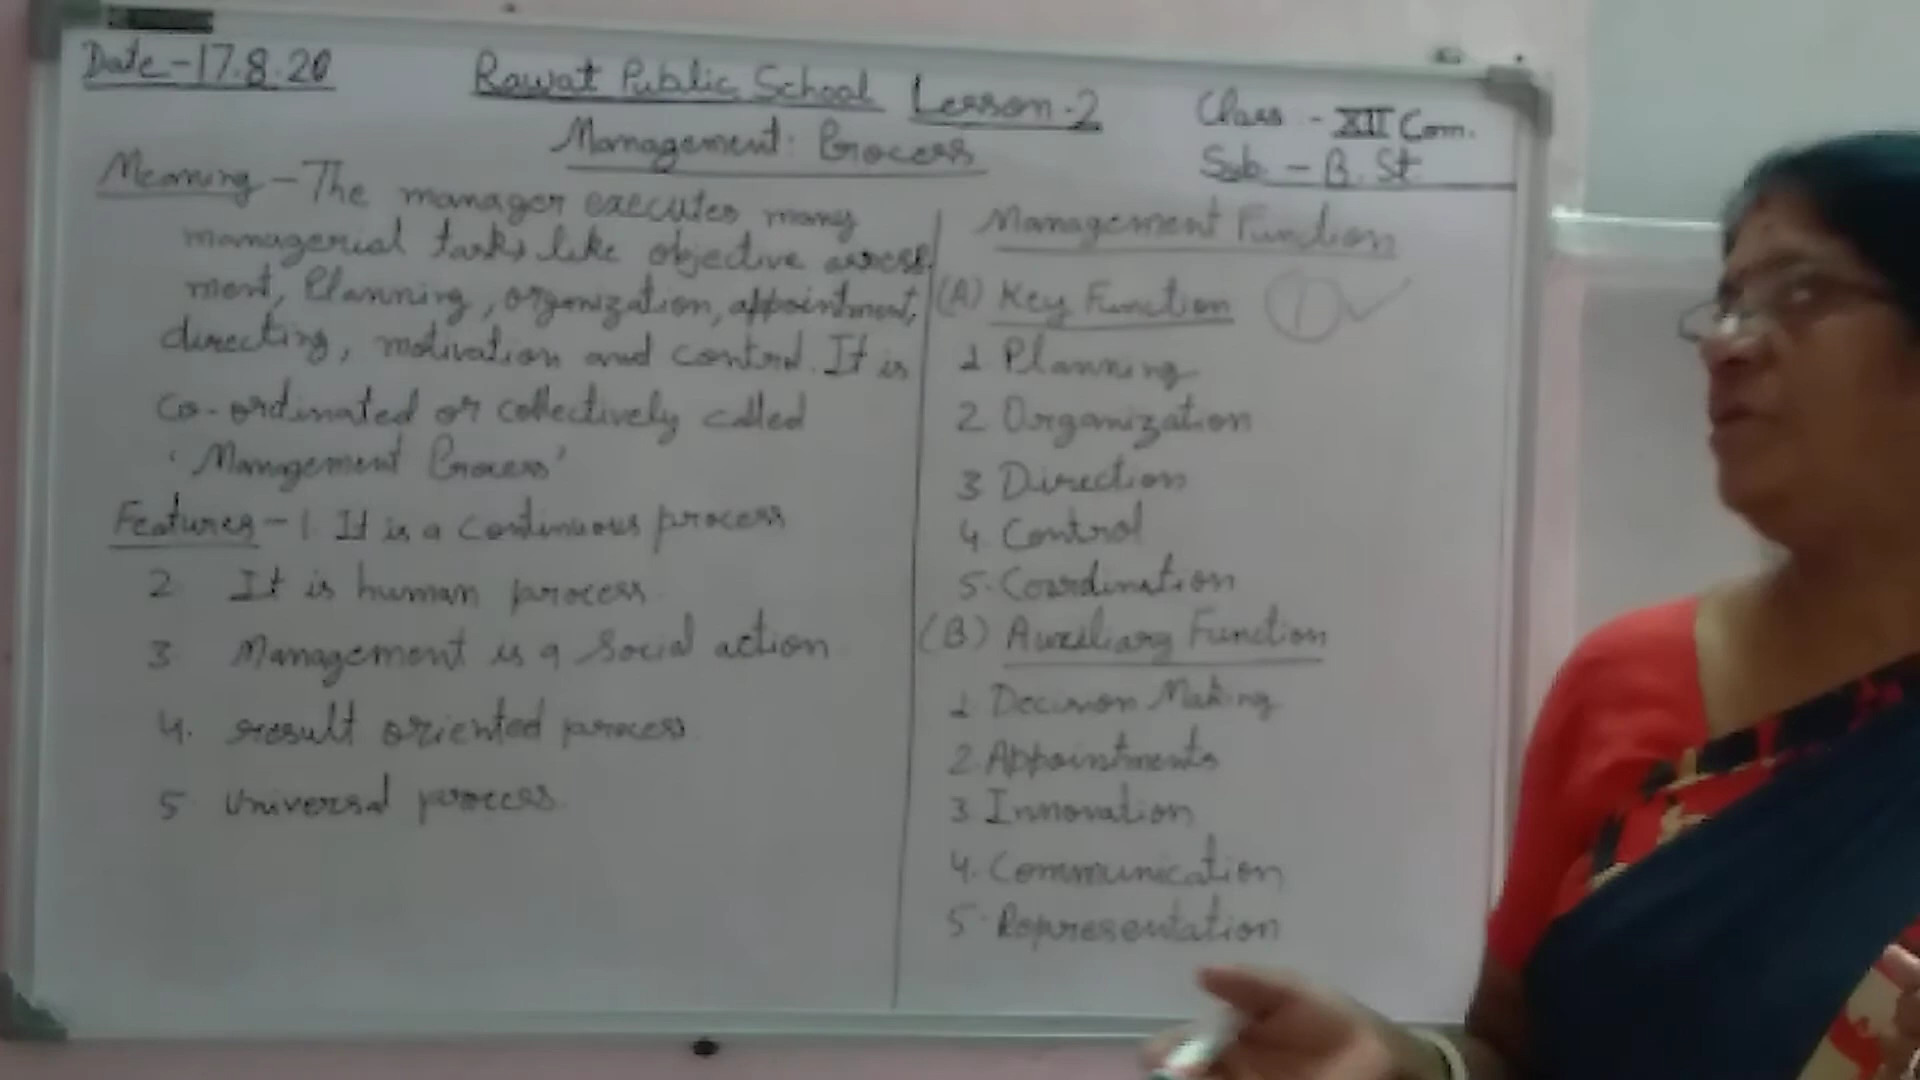 Date-17.8.20
Rawat Public School Lesson-2
Class:- XII Com.
Management: Process
Sub. - B. St
Meaning - The manager executes many
managerial tasks like objective assess
ment, Planning, organization, appointment,
directing, motivation and control. It is
co-ordinated or collectively called
'Management Process'
Features - 1. It is a continuous process
2 It is human process.
3 Management is a Social action
4. result oriented process.
5 Universal process.
Management Function
(A) Key Function 1 ✓
1 Planning
2 Organization
3 Direction
4. Control
5. Coordination
(B) Auxiliary Function
1 Decision Making
2. Appointments
3 Innovation
4. Communication
5. Representation